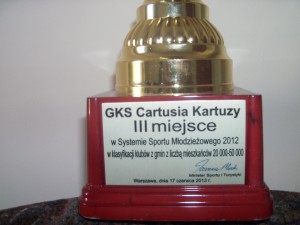 GKS Cartusia Kartuzy
III miejsce
w Systemie Sportu Młodzieżowego 2012
w klasyfikacji klubów z gmin z liczbą mieszkańców 20 000-50 000
Minister Sportu i Turystyki
Warszawa, dnia 17 czerwca 2013 r.